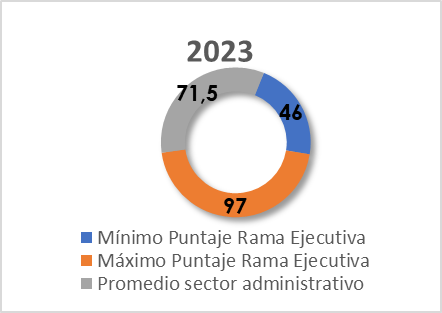 2023
71,5
46
97
Mínimo Puntaje Rama Ejecutiva
Máximo Puntaje Rama Ejecutiva
Promedio sector administrativo